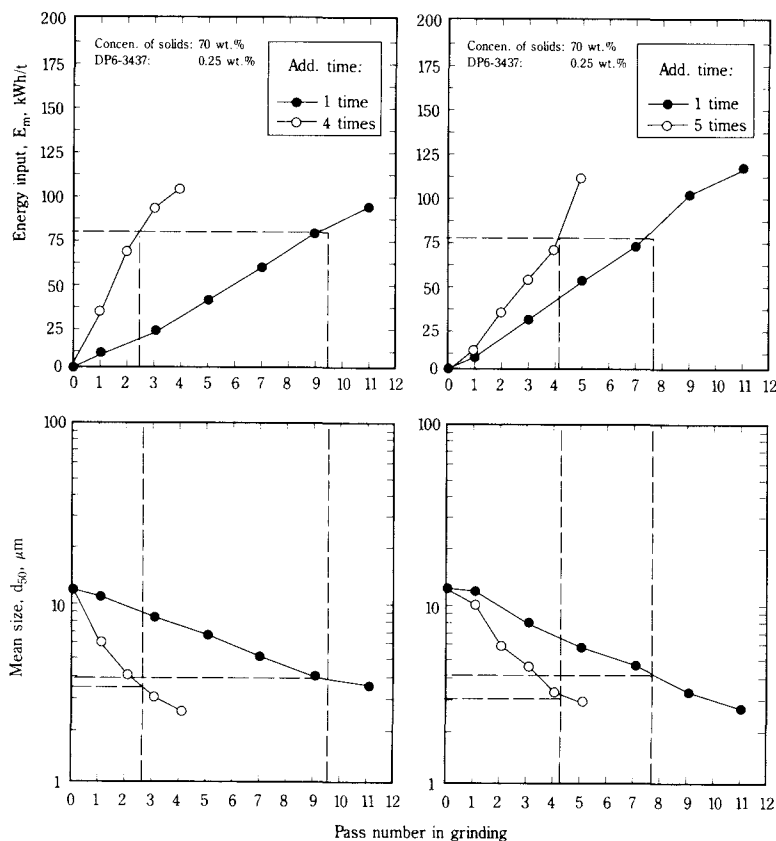 Energy input, E_m, kWh/t
200
175
150
125
100
75
50
25
0
Concen. of solids: 70 wt.%
DP6-3437: 0.25 wt.%
Add. time:
1 time
4 times
0 1 2 3 4 5 6 7 8 9 10 11 12
200
175
150
125
100
75
50
25
0
Concen. of solids: 70 wt.%
DP6-3437: 0.25 wt.%
Add. time:
1 time
5 times
0 1 2 3 4 5 6 7 8 9 10 11 12
Mean size, d_50, μm
100
10
1
0 1 2 3 4 5 6 7 8 9 10 11 12
100
10
1
0 1 2 3 4 5 6 7 8 9 10 11 12
Pass number in grinding